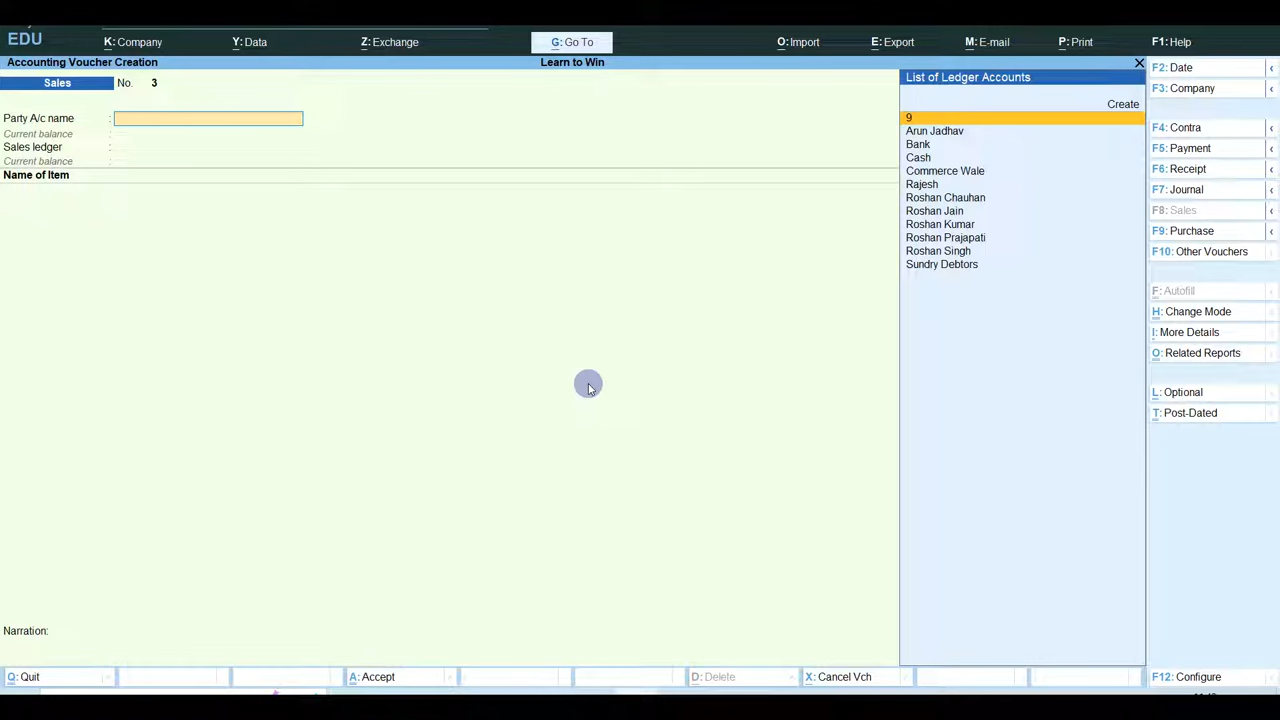 EDU
K: Company
Y: Data
Z: Exchange
G: Go To
O: Import
E: Export
M: E-mail
P: Print
F1: Help
Accounting Voucher Creation
Learn to Win
Sales
No. 3
Party A/c name :
Current balance :
Sales ledger :
Current balance :
Name of Item
Narration:
List of Ledger Accounts
Create
9
Arun Jadhav
Bank
Cash
Commerce Wale
Rajesh
Roshan Chauhan
Roshan Jain
Roshan Kumar
Roshan Prajapati
Roshan Singh
Sundry Debtors
F2: Date
F3: Company
F4: Contra
F5: Payment
F6: Receipt
F7: Journal
F8: Sales
F9: Purchase
F10: Other Vouchers
F: Autofill
H: Change Mode
I: More Details
O: Related Reports
L: Optional
T: Post-Dated
Q: Quit
A: Accept
D: Delete
X: Cancel Vch
F12: Configure